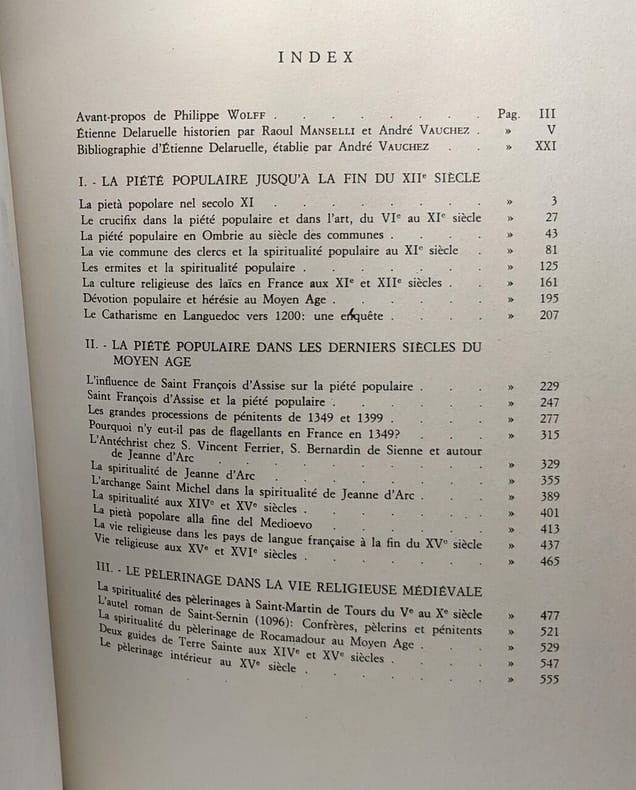 INDEX
Avant-propos de Philippe WOLFF . . . . . . . . Pag. III
Étienne Delaruelle historien par Raoul MANSELLI et André VAUCHEZ . » V
Bibliographie d'Étienne Delaruelle, établie par André VAUCHEZ . . » XXI
I. - LA PIÉTÉ POPULAIRE JUSQU'À LA FIN DU XIIᵉ SIÈCLE
La pietà popolare nel secolo XI . . . . . . . . » 3
Le crucifix dans la piété populaire et dans l'art, du VIᵉ au XIᵉ siècle » 27
La piété populaire en Ombrie au siècle des communes . . . . » 43
La vie commune des clercs et la spiritualité populaire au XIᵉ siècle . » 81
Les ermites et la spiritualité populaire . . . . . . . » 125
La culture religieuse des laïcs en France aux XIᵉ et XIIᵉ siècles . . » 161
Dévotion populaire et hérésie au Moyen Age . . . . . . » 195
Le Catharisme en Languedoc vers 1200: une enquête . . . . » 207
II. - LA PIÉTÉ POPULAIRE DANS LES DERNIERS SIÈCLES DU
MOYEN AGE
L'influence de Saint François d'Assise sur la piété populaire . . . » 229
Saint François d'Assise et la piété populaire . . . . . . » 247
Les grandes processions de pénitents de 1349 et 1399 . . . . » 277
Pourquoi n'y eut-il pas de flagellants en France en 1349? . . . » 315
L'Antéchrist chez S. Vincent Ferrier, S. Bernardin de Sienne et autour
de Jeanne d'Arc . . . . . . . . . . » 329
La spiritualité de Jeanne d'Arc . . . . . . . . » 355
L'archange Saint Michel dans la spiritualité de Jeanne d'Arc . . . » 389
La spiritualité aux XIVᵉ et XVᵉ siècles . . . . . . . » 401
La pietà popolare alla fine del Medioevo . . . . . . » 413
La vie religieuse dans les pays de langue française à la fin du XVᵉ siècle » 437
Vie religieuse aux XVᵉ et XVIᵉ siècles . . . . . . . » 465
III. - LE PÈLERINAGE DANS LA VIE RELIGIEUSE MÉDIÉVALE
La spiritualité des pèlerinages à Saint-Martin de Tours du Vᵉ au Xᵉ siècle » 477
L'autel roman de Saint-Sernin (1096): Confrères, pèlerins et pénitents » 521
La spiritualité du pèlerinage de Rocamadour au Moyen Age . . . » 529
Deux guides de Terre Sainte aux XIVᵉ et XVᵉ siècles . . . . » 547
Le pèlerinage intérieur au XVᵉ siècle . . . . . . . » 555